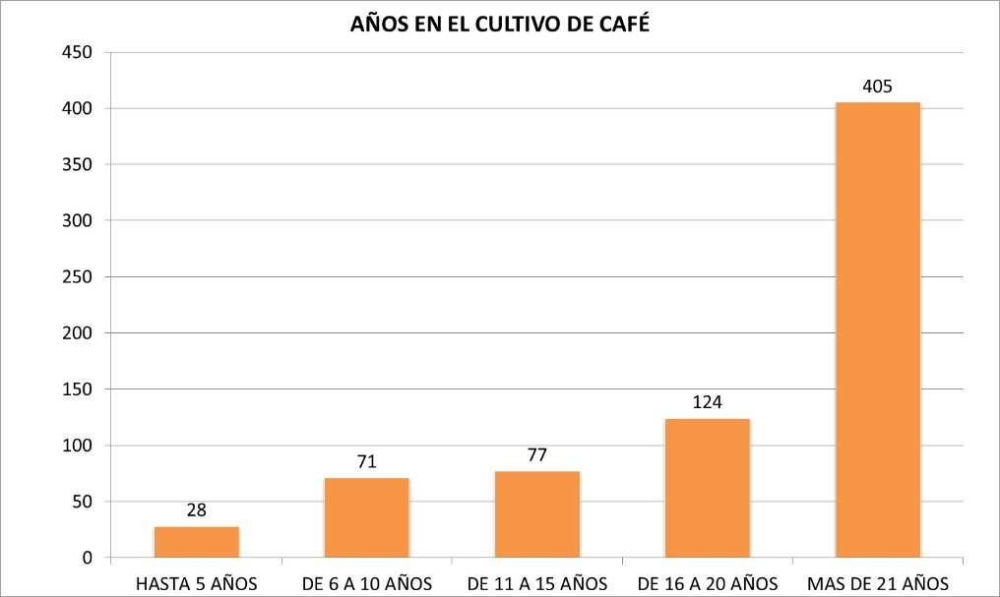 AÑOS EN EL CULTIVO DE CAFÉ
450
400
350
300
250
200
150
100
50
0
28
71
77
124
405
HASTA 5 AÑOS
DE 6 A 10 AÑOS
DE 11 A 15 AÑOS
DE 16 A 20 AÑOS
MAS DE 21 AÑOS